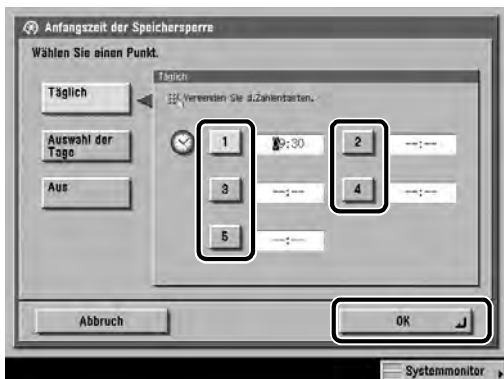 Anfangszeit der Speichersperre
Wählen Sie einen Punkt.
Täglich
Täglich
Verwenden Sie d.Zahlentasten.
1 09:30 2 --:--
Auswahl der
Tage
3 --:-- 4 --:--
Aus
5 --:--
Abbruch OK
Systemmonitor